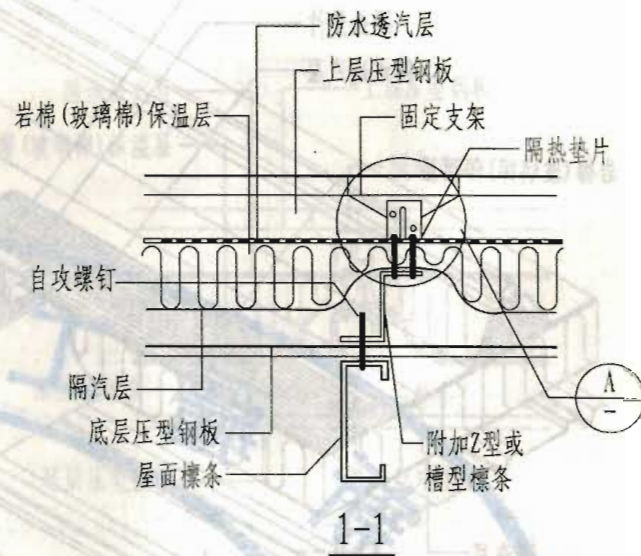 防水透汽层
上层压型钢板
岩棉(玻璃棉)保温层
固定支架
隔热垫片
自攻螺钉
A
-
隔汽层
底层压型钢板
屋面檩条
附加Z型或
槽型檩条
1-1